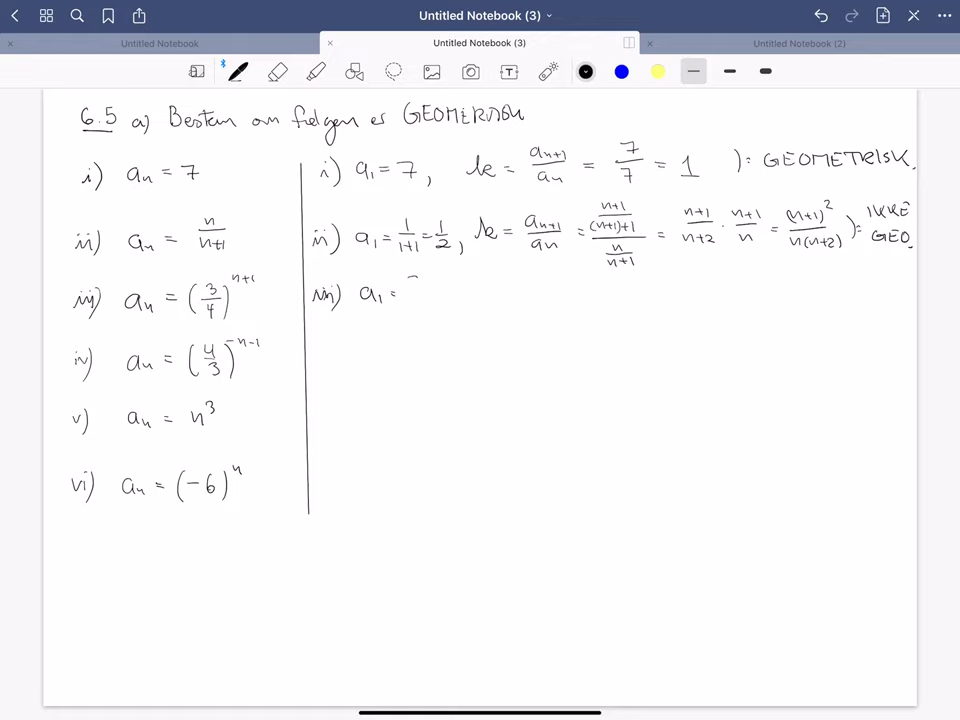 Untitled Notebook (3)
Untitled Notebook
Untitled Notebook (3)
Untitled Notebook (2)
6.5 a) Bestem om følgen er GEOMETRISK
i) aₙ = 7
ii) aₙ = n/(n+1)
iii) aₙ = (3/4)^(n+1)
iv) aₙ = (4/3)^(-n-1)
v) aₙ = n³
vi) aₙ = (-6)^n
i) a₁ = 7, k = aₙ₊₁/aₙ = 7/7 = 1 ): GEOMETRISK.
ii) a₁ = 1/(1+1) = 1/2, k = aₙ₊₁/aₙ = ((n+1)/((n+1)+1))/(n/(n+1)) = (n+1)/(n+2) · (n+1)/n = (n+1)²/(n(n+2)) ): IKKE GEO.
iii) a₁ =